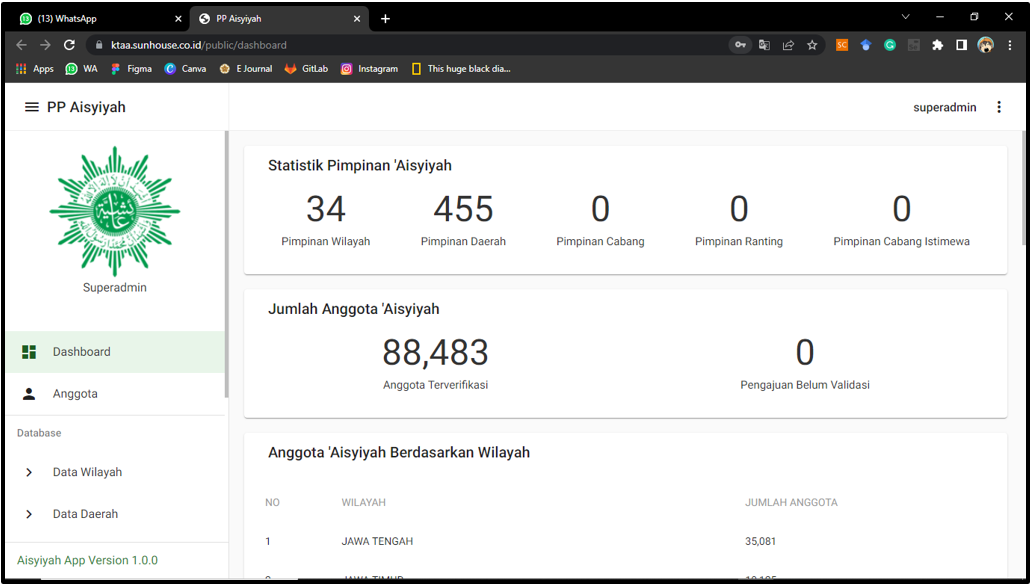 (13) WhatsApp
PP Aisyiyah
ktaa.sunhouse.co.id/public/dashboard
Apps WA Figma Canva E Journal GitLab Instagram This huge black dia...
PP Aisyiyah
superadmin
Superadmin
Dashboard
Anggota
Database
Data Wilayah
Data Daerah
Aisyiyah App Version 1.0.0
Statistik Pimpinan 'Aisyiyah
34 455 0 0 0
Pimpinan Wilayah Pimpinan Daerah Pimpinan Cabang Pimpinan Ranting Pimpinan Cabang Istimewa
Jumlah Anggota 'Aisyiyah
88,483 0
Anggota Terverifikasi Pengajuan Belum Validasi
Anggota 'Aisyiyah Berdasarkan Wilayah
NO WILAYAH JUMLAH ANGGOTA
1 JAWA TENGAH 35,081
JAWA TIMUR